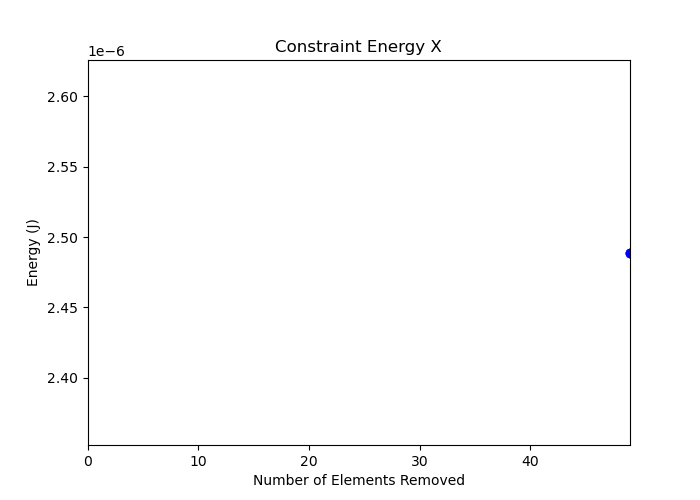 Constraint Energy X
1e−6
2.60
2.55
2.50
2.45
2.40
Energy (J)
0 10 20 30 40
Number of Elements Removed